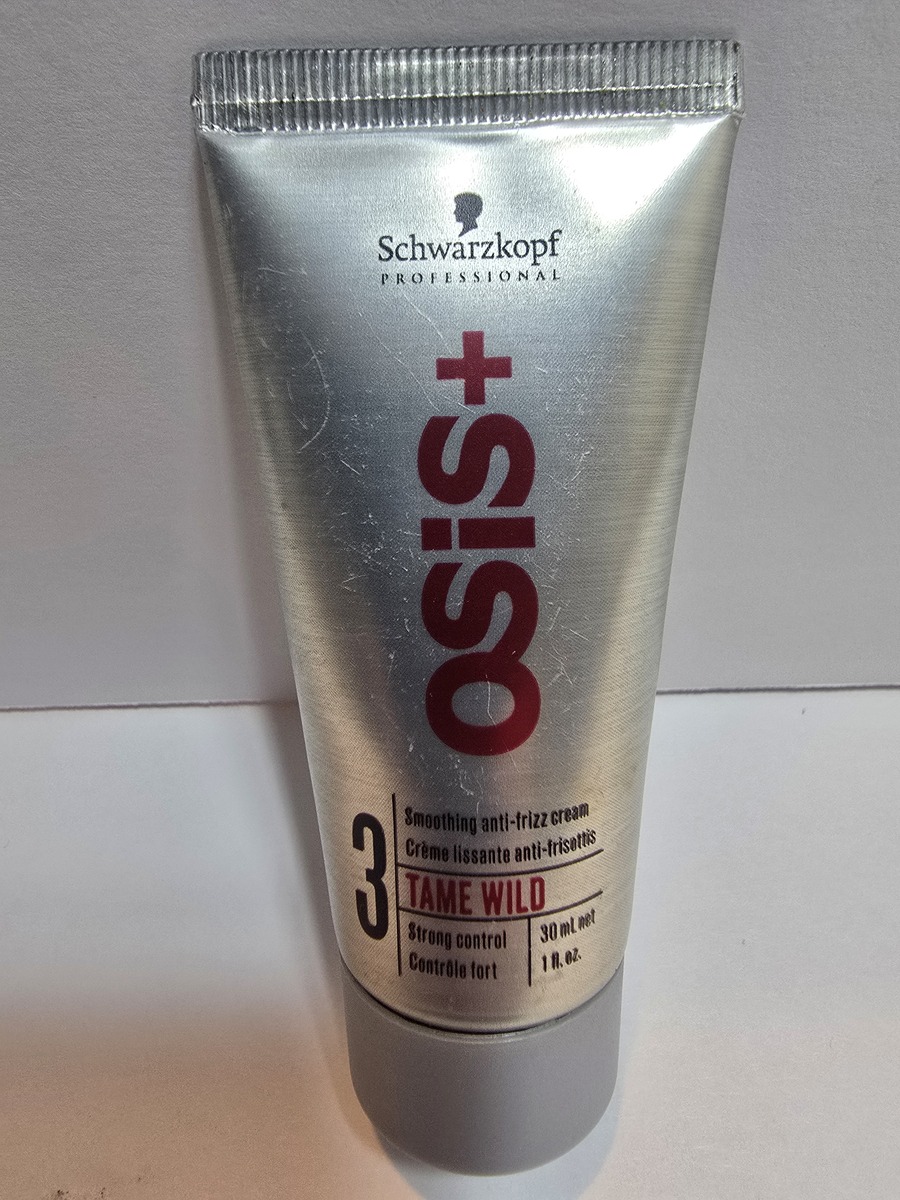 Schwarzkopf
PROFESSIONAL
OSiS+
3
Smoothing anti-frizz cream
Crème lissante anti-frisottis
TAME WILD
Strong control
Contrôle fort
30 mL net
1 fl. oz.